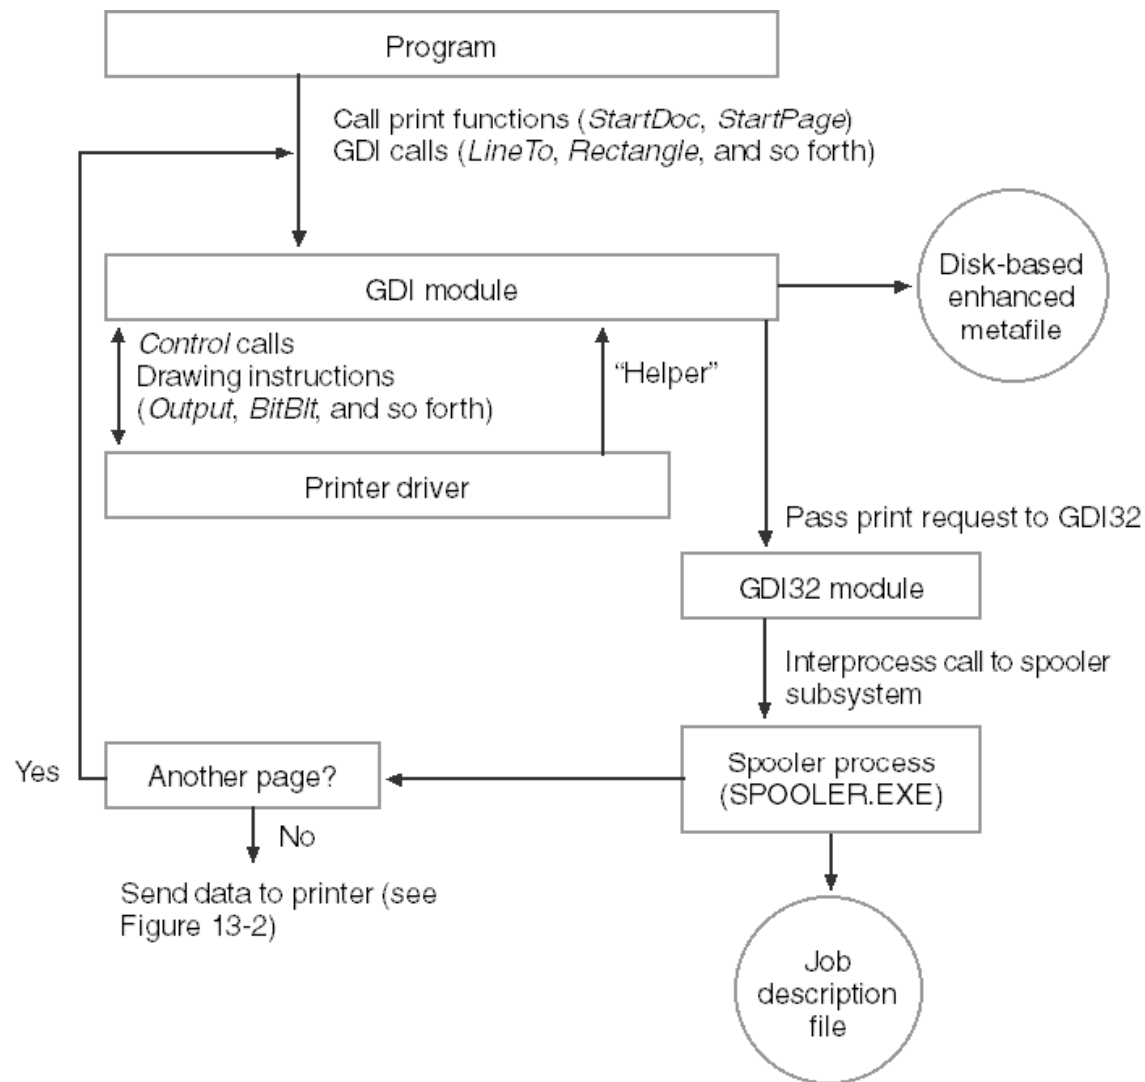 Program
Call print functions (StartDoc, StartPage)
GDI calls (LineTo, Rectangle, and so forth)
Disk-based
enhanced
metafile
GDI module
Control calls
Drawing instructions
(Output, BitBlt, and so forth)
“Helper”
Printer driver
Pass print request to GDI32
GDI32 module
Interprocess call to spooler
subsystem
Yes
Another page?
Spooler process
(SPOOLER.EXE)
No
Send data to printer (see
Figure 13-2)
Job
description
file